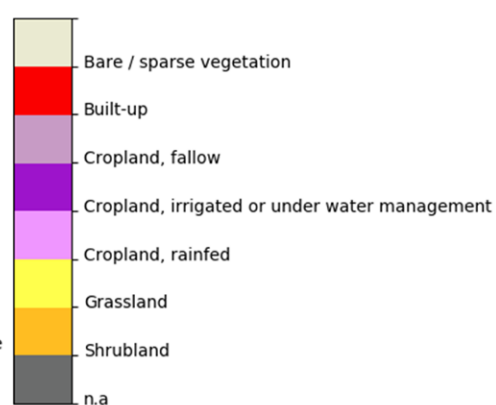 Bare / sparse vegetation
Built-up
Cropland, fallow
Cropland, irrigated or under water management
Cropland, rainfed
Grassland
Shrubland
n.a